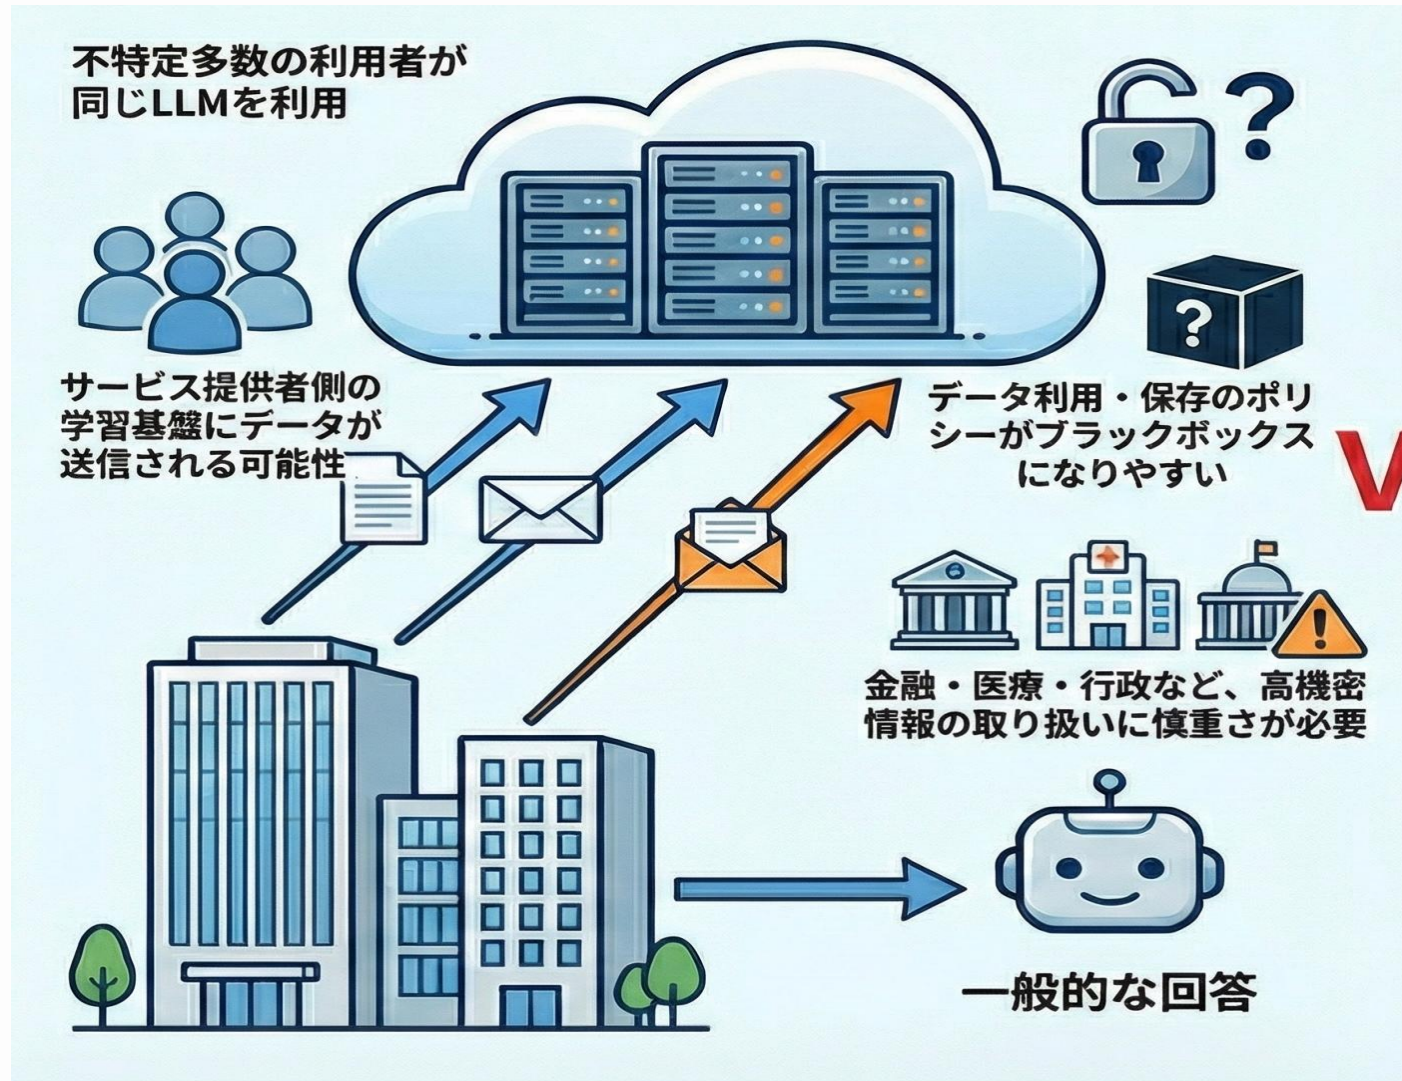 不特定多数の利用者が
同じLLMを利用
?
?
サービス提供者側の
学習基盤にデータが
送信される可能性
データ利用・保存のポリ
シーがブラックボックス
になりやすい
V
!
金融・医療・行政など、高機密
情報の取り扱いに慎重さが必要
一般的な回答